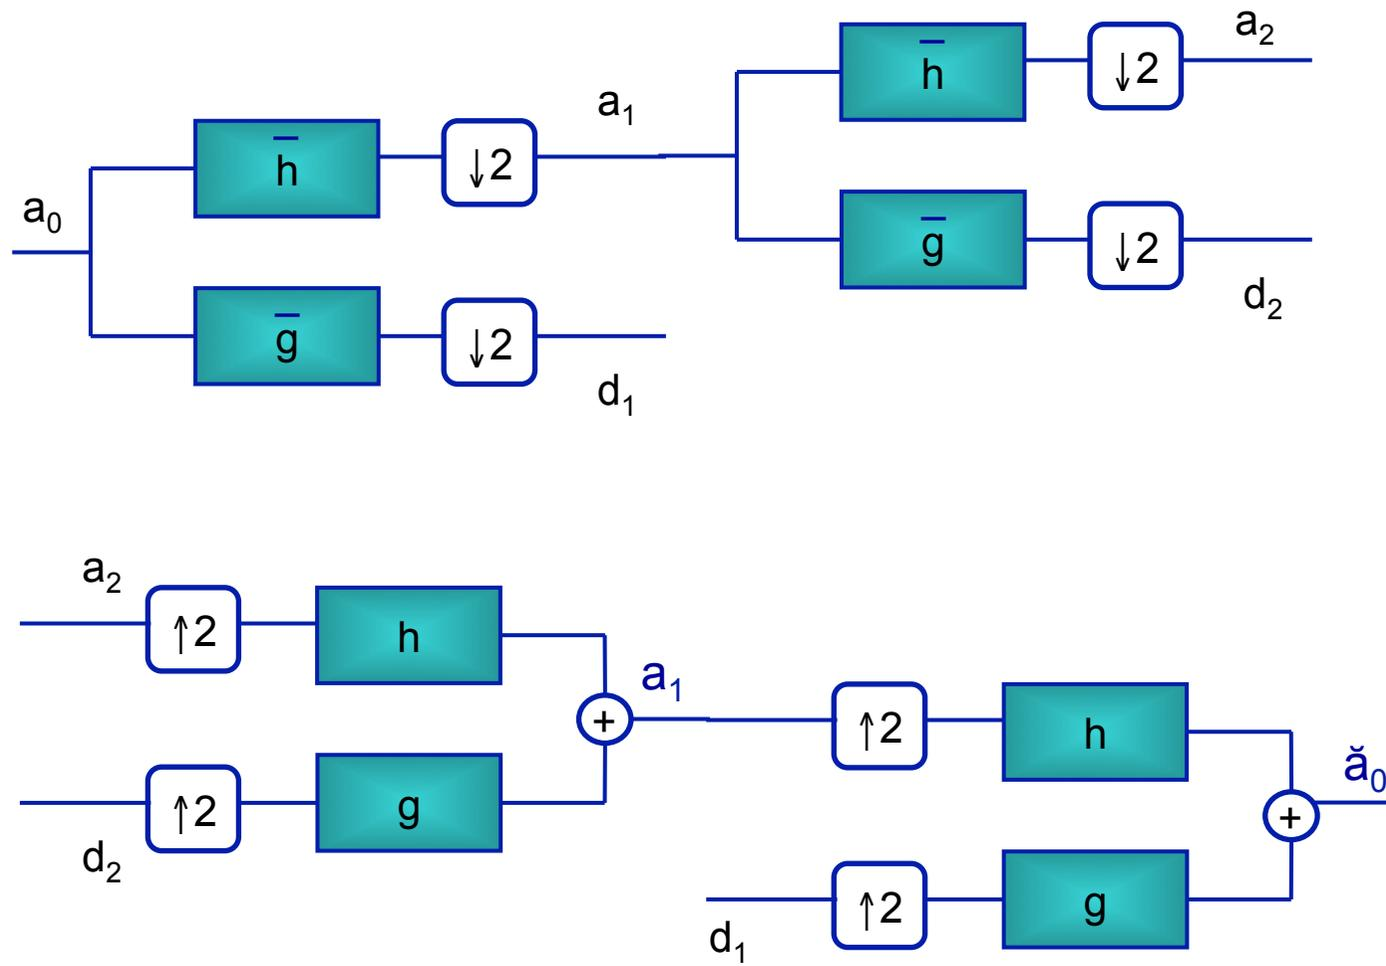 a₂
h̅
↓2
a₁
h̅
↓2
a₀
g̅
↓2
d₂
g̅
↓2
d₁
a₂
↑2
h
a₁
+
↑2
h
ă₀
↑2
g
+
d₂
↑2
g
d₁